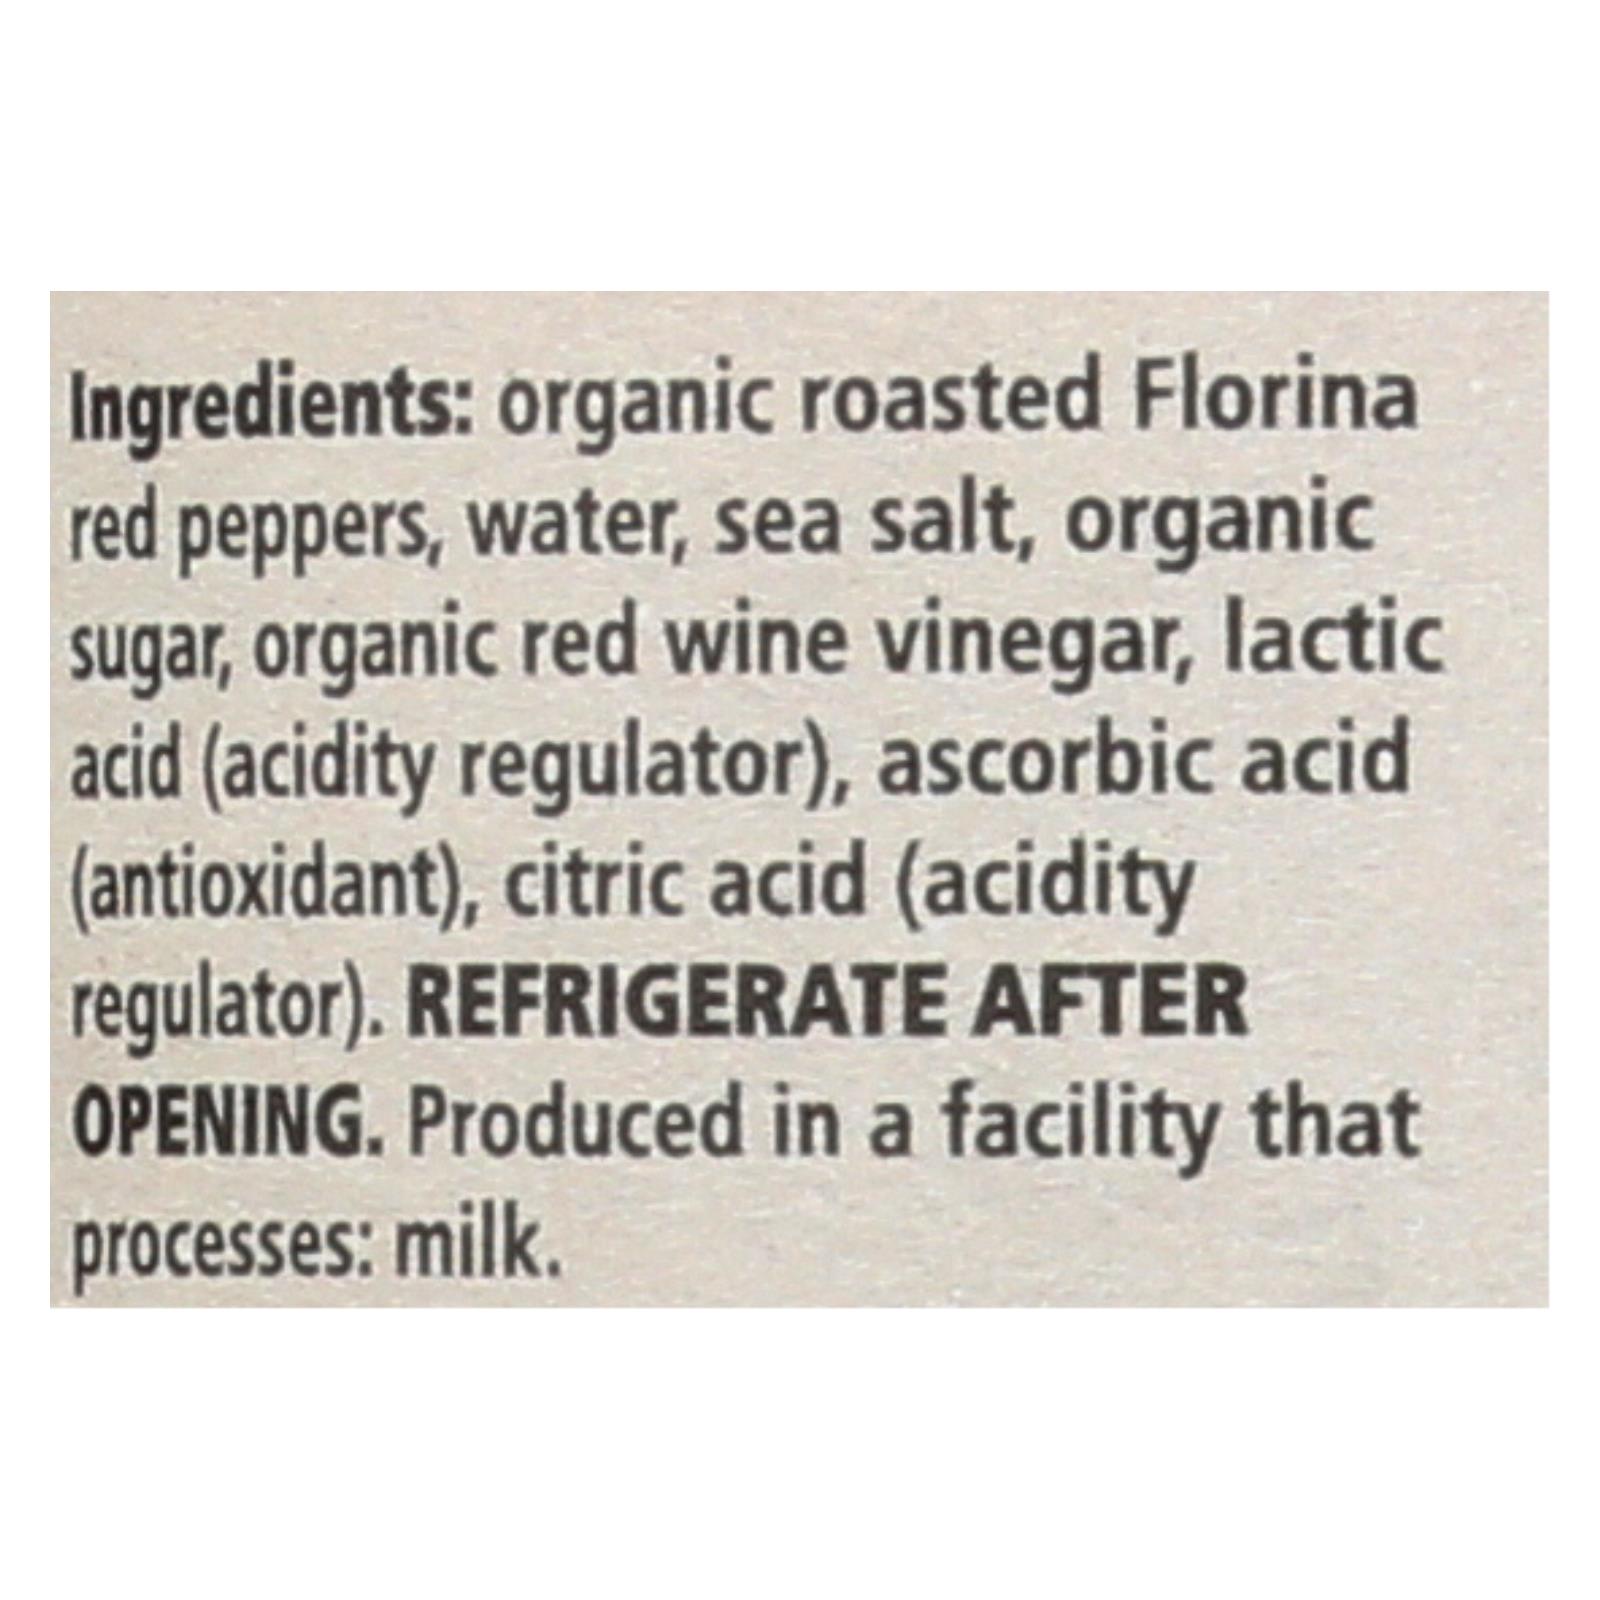 Ingredients: organic roasted Florina
red peppers, water, sea salt, organic
sugar, organic red wine vinegar, lactic
acid (acidity regulator), ascorbic acid
(antioxidant), citric acid (acidity
regulator). REFRIGERATE AFTER
OPENING. Produced in a facility that
processes: milk.